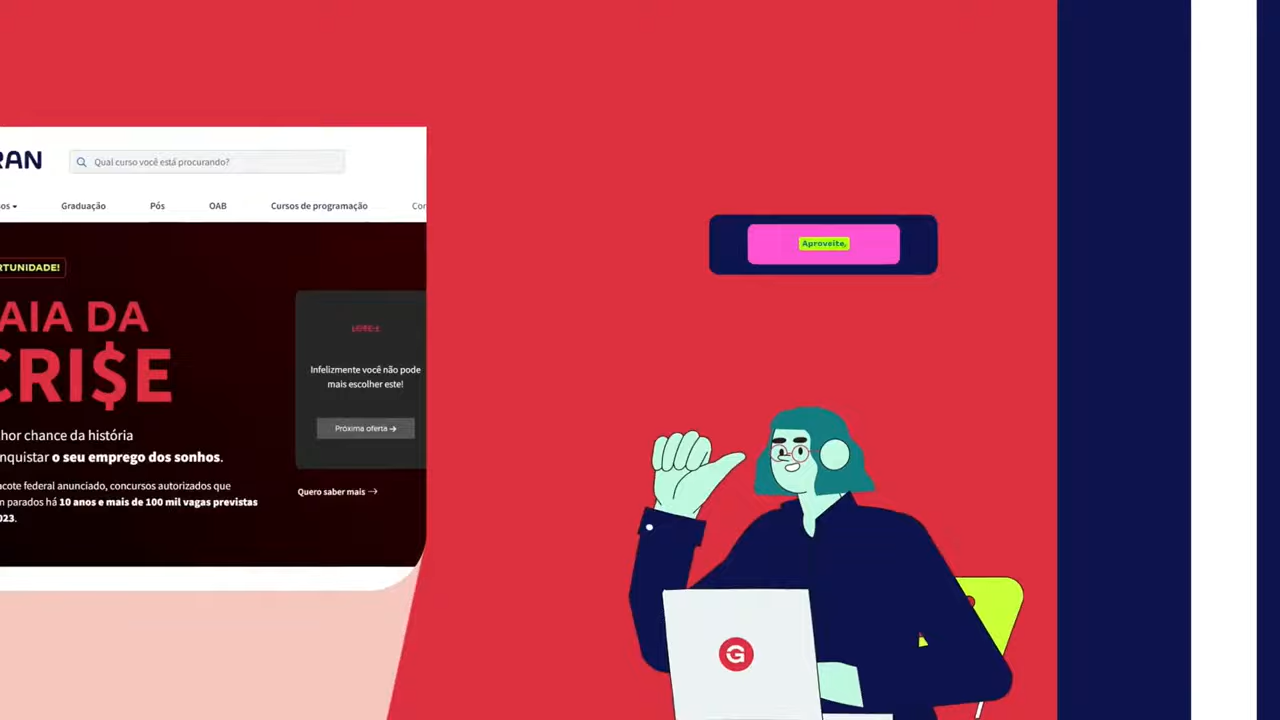 RAN
Qual curso você está procurando?
sos
Graduação
Pós
OAB
Cursos de programação
Cor
RTUNIDADE!
AIA DA
CRI$E
hor chance da história
nquistar o seu emprego dos sonhos.
acote federal anunciado, concursos autorizados que
m parados há 10 anos e mais de 100 mil vagas previstas
023.
Infelizmente você não pode
mais escolher este!
Próxima oferta →
Quero saber mais →
Aproveite,
G